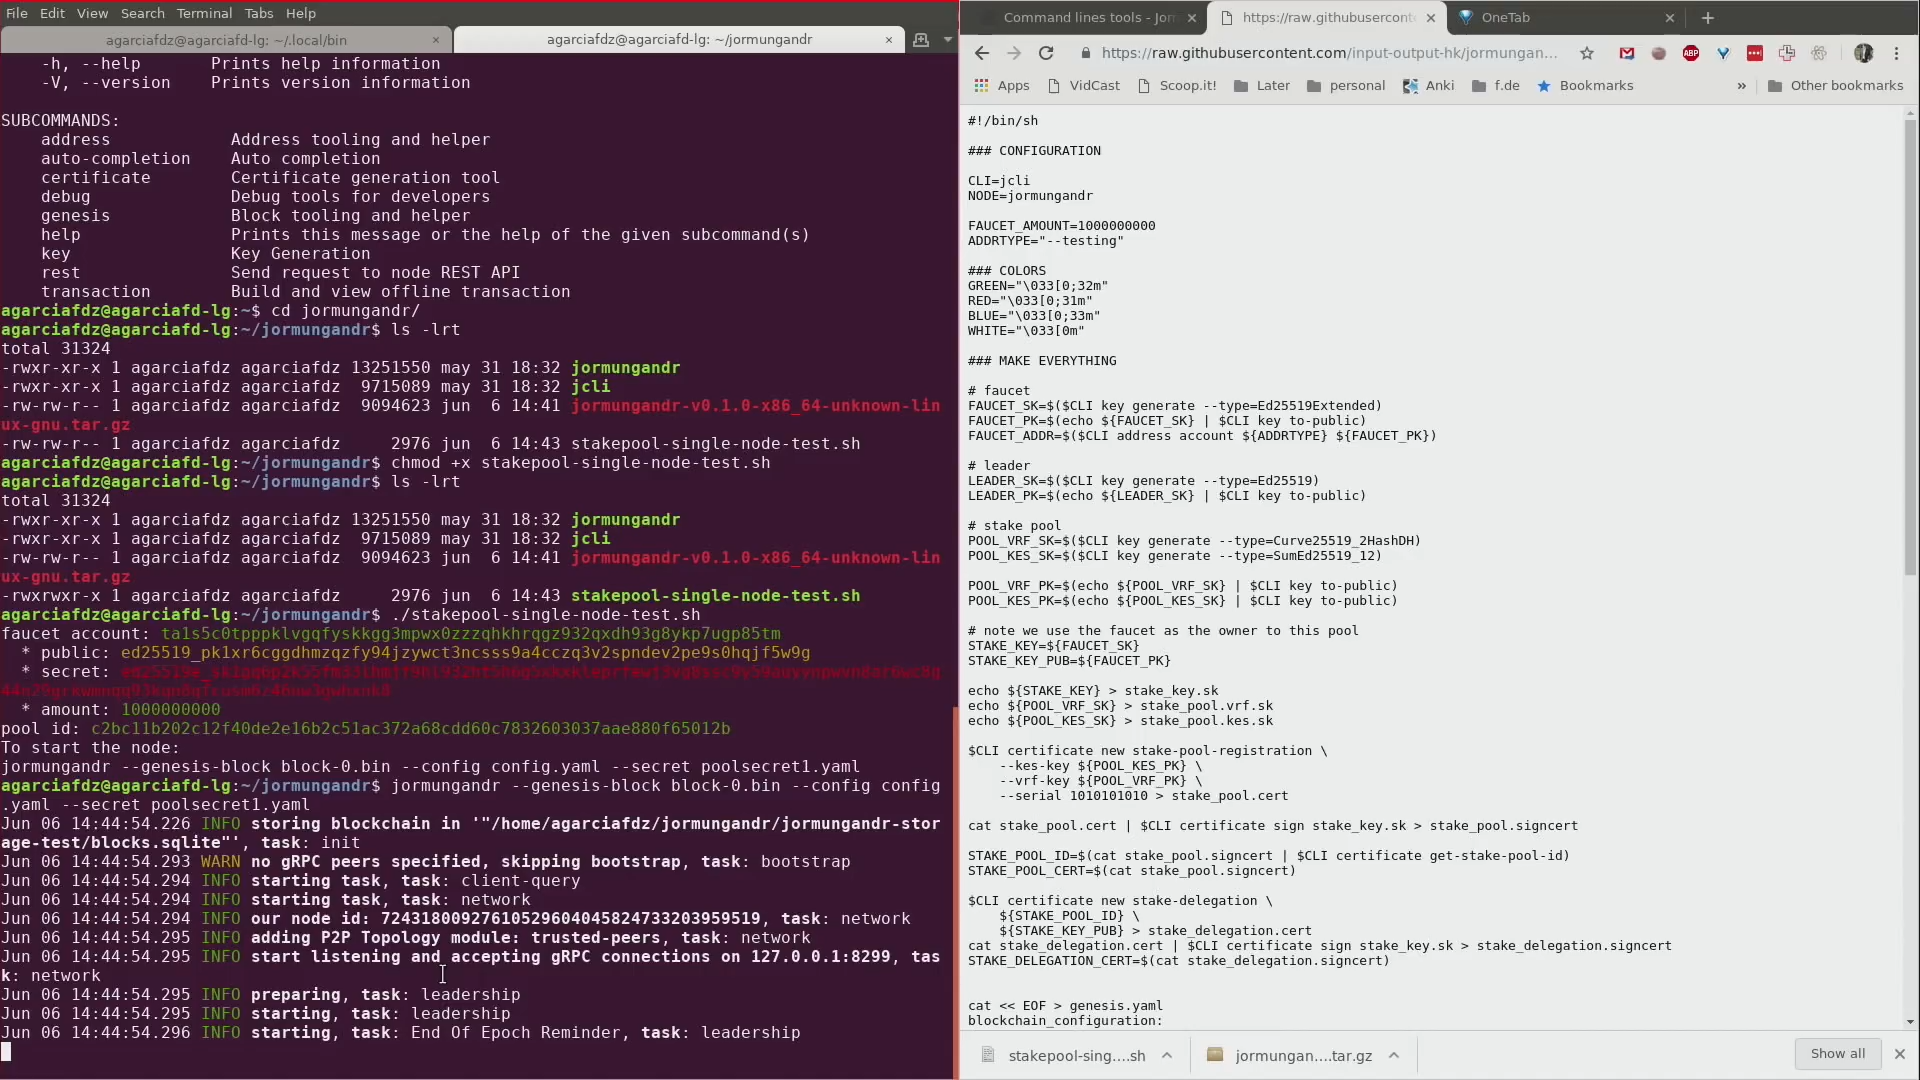 File Edit View Search Terminal Tabs Help
agarciafdz@agarciafd-lg: ~/.local/bin × agarciafdz@agarciafd-lg: ~/jormungandr ×
-h, --help Prints help information
-V, --version Prints version information
SUBCOMMANDS:
address Address tooling and helper
auto-completion Auto completion
certificate Certificate generation tool
debug Debug tools for developers
genesis Block tooling and helper
help Prints this message or the help of the given subcommand(s)
key Key Generation
rest Send request to node REST API
transaction Build and view offline transaction
agarciafdz@agarciafd-lg:~$ cd jormungandr/
agarciafdz@agarciafd-lg:~/jormungandr$ ls -lrt
total 31324
-rwxr-xr-x 1 agarciafdz agarciafdz 13251550 may 31 18:32 jormungandr
-rwxr-xr-x 1 agarciafdz agarciafdz 9715089 may 31 18:32 jcli
-rw-rw-r-- 1 agarciafdz agarciafdz 9094623 jun 6 14:41 jormungandr-v0.1.0-x86_64-unknown-lin
ux-gnu.tar.gz
-rw-rw-r-- 1 agarciafdz agarciafdz 2976 jun 6 14:43 stakepool-single-node-test.sh
agarciafdz@agarciafd-lg:~/jormungandr$ chmod +x stakepool-single-node-test.sh
agarciafdz@agarciafd-lg:~/jormungandr$ ls -lrt
total 31324
-rwxr-xr-x 1 agarciafdz agarciafdz 13251550 may 31 18:32 jormungandr
-rwxr-xr-x 1 agarciafdz agarciafdz 9715089 may 31 18:32 jcli
-rw-rw-r-- 1 agarciafdz agarciafdz 9094623 jun 6 14:41 jormungandr-v0.1.0-x86_64-unknown-lin
ux-gnu.tar.gz
-rwxrwxr-x 1 agarciafdz agarciafdz 2976 jun 6 14:43 stakepool-single-node-test.sh
agarciafdz@agarciafd-lg:~/jormungandr$ ./stakepool-single-node-test.sh
faucet account: ta1s5c0tpppklvgqfyskkgg3mpwx0zzzqhkhrqgz932qxdh93g8ykp7ugp85tm
* public: ed25519_pk1xr6cggdhmzqzfy94jzywct3ncsss9a4cczq3v2spndev2pe9s0hqjf5w9g
* secret:
* amount: 1000000000
pool id: c2bc11b202c12f40de2e16b2c51ac372a68cdd60c7832603037aae880f65012b
To start the node:
jormungandr --genesis-block block-0.bin --config config.yaml --secret poolsecret1.yaml
agarciafdz@agarciafd-lg:~/jormungandr$ jormungandr --genesis-block block-0.bin --config config
.yaml --secret poolsecret1.yaml
Jun 06 14:44:54.226 INFO storing blockchain in '"/home/agarciafdz/jormungandr/jormungandr-stor
age-test/blocks.sqlite"', task: init
Jun 06 14:44:54.293 WARN no gRPC peers specified, skipping bootstrap, task: bootstrap
Jun 06 14:44:54.294 INFO starting task, task: client-query
Jun 06 14:44:54.294 INFO starting task, task: network
Jun 06 14:44:54.294 INFO our node id: 72431800927610529604045824733203959519, task: network
Jun 06 14:44:54.295 INFO adding P2P Topology module: trusted-peers, task: network
Jun 06 14:44:54.295 INFO start listening and accepting gRPC connections on 127.0.0.1:8299, tas
k: network
Jun 06 14:44:54.295 INFO preparing, task: leadership
Jun 06 14:44:54.295 INFO starting, task: leadership
Jun 06 14:44:54.296 INFO starting, task: End Of Epoch Reminder, task: leadership
Command lines tools - Jor × https://raw.githubusercont × OneTab × +
https://raw.githubusercontent.com/input-output-hk/jormungan...
ABP
Apps VidCast Scoop.it! Later personal Anki f.de Bookmarks » Other bookmarks
#!/bin/sh
### CONFIGURATION
CLI=jcli
NODE=jormungandr
FAUCET_AMOUNT=1000000000
ADDRTYPE="--testing"
### COLORS
GREEN="\033[0;32m"
RED="\033[0;31m"
BLUE="\033[0;33m"
WHITE="\033[0m"
### MAKE EVERYTHING
# faucet
FAUCET_SK=$($CLI key generate --type=Ed25519Extended)
FAUCET_PK=$(echo ${FAUCET_SK} | $CLI key to-public)
FAUCET_ADDR=$($CLI address account ${ADDRTYPE} ${FAUCET_PK})
# leader
LEADER_SK=$($CLI key generate --type=Ed25519)
LEADER_PK=$(echo ${LEADER_SK} | $CLI key to-public)
# stake pool
POOL_VRF_SK=$($CLI key generate --type=Curve25519_2HashDH)
POOL_KES_SK=$($CLI key generate --type=SumEd25519_12)
POOL_VRF_PK=$(echo ${POOL_VRF_SK} | $CLI key to-public)
POOL_KES_PK=$(echo ${POOL_KES_SK} | $CLI key to-public)
# note we use the faucet as the owner to this pool
STAKE_KEY=${FAUCET_SK}
STAKE_KEY_PUB=${FAUCET_PK}
echo ${STAKE_KEY} > stake_key.sk
echo ${POOL_VRF_SK} > stake_pool.vrf.sk
echo ${POOL_KES_SK} > stake_pool.kes.sk
$CLI certificate new stake-pool-registration \
--kes-key ${POOL_KES_PK} \
--vrf-key ${POOL_VRF_PK} \
--serial 1010101010 > stake_pool.cert
cat stake_pool.cert | $CLI certificate sign stake_key.sk > stake_pool.signcert
STAKE_POOL_ID=$(cat stake_pool.signcert | $CLI certificate get-stake-pool-id)
STAKE_POOL_CERT=$(cat stake_pool.signcert)
$CLI certificate new stake-delegation \
${STAKE_POOL_ID} \
${STAKE_KEY_PUB} > stake_delegation.cert
cat stake_delegation.cert | $CLI certificate sign stake_key.sk > stake_delegation.signcert
STAKE_DELEGATION_CERT=$(cat stake_delegation.signcert)
cat << EOF > genesis.yaml
blockchain_configuration:
stakepool-sing....sh jormungan....tar.gz Show all ×